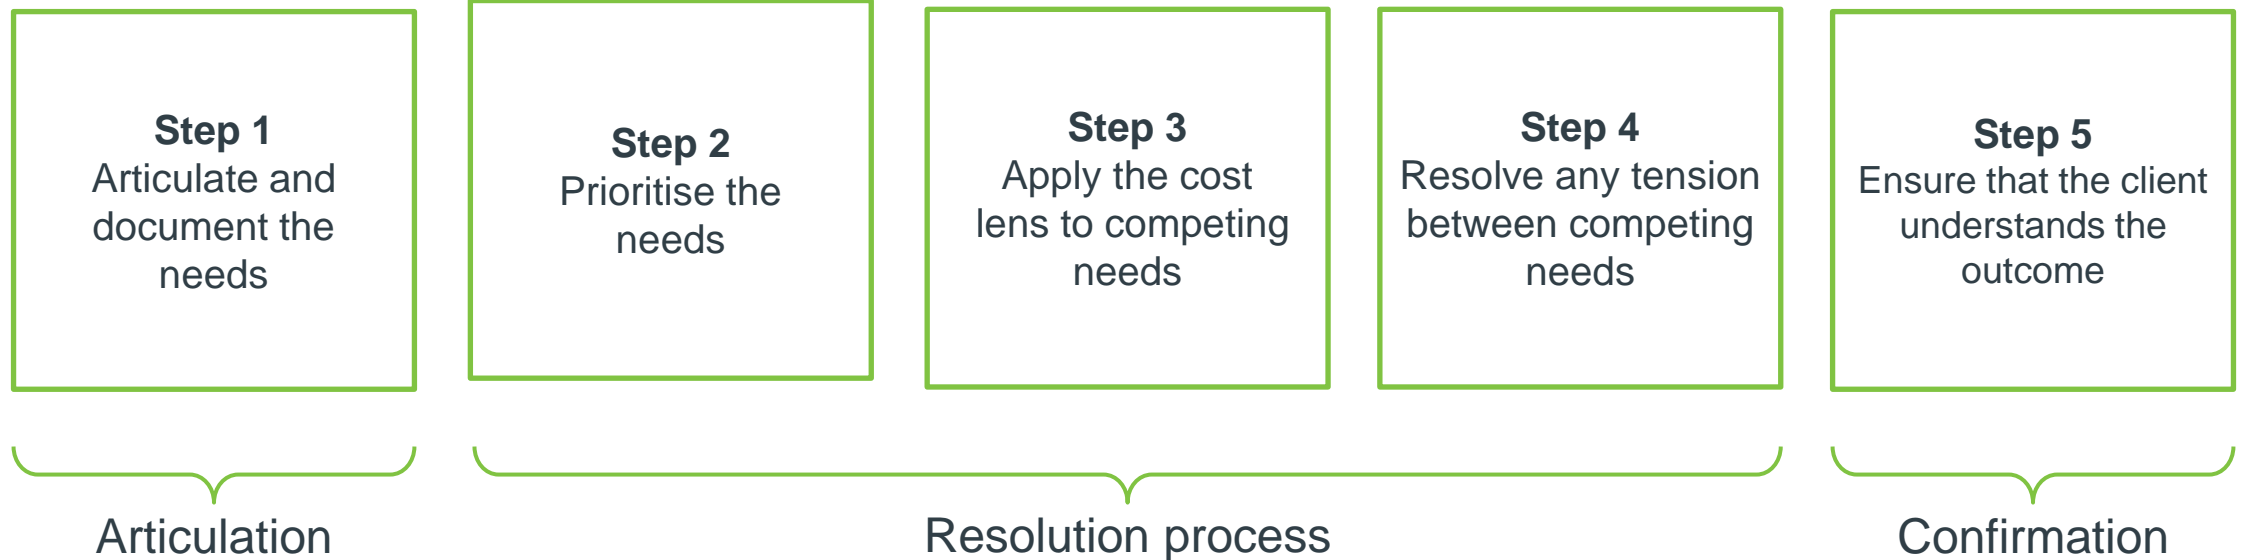 Step 1
Articulate and
document the
needs
Step 2
Prioritise the
needs
Step 3
Apply the cost
lens to competing
needs
Step 4
Resolve any tension
between competing
needs
Step 5
Ensure that the client
understands the
outcome
Articulation
Resolution process
Confirmation